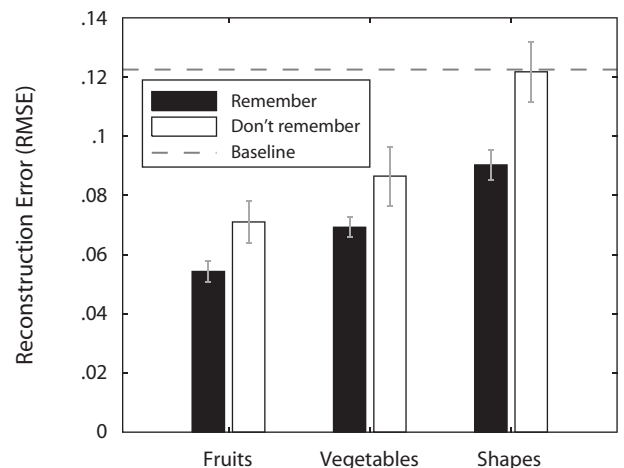 Reconstruction Error (RMSE)
.14
.12
.1
.08
.06
.04
.02
0
Remember
Don't remember
Baseline
Fruits Vegetables Shapes